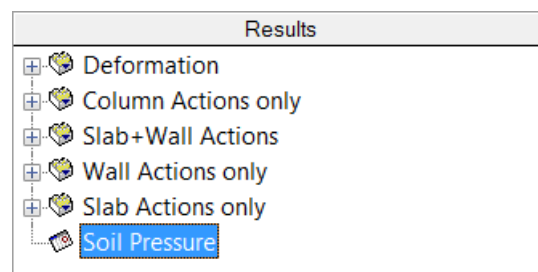 Results
Deformation
Column Actions only
Slab+Wall Actions
Wall Actions only
Slab Actions only
Soil Pressure